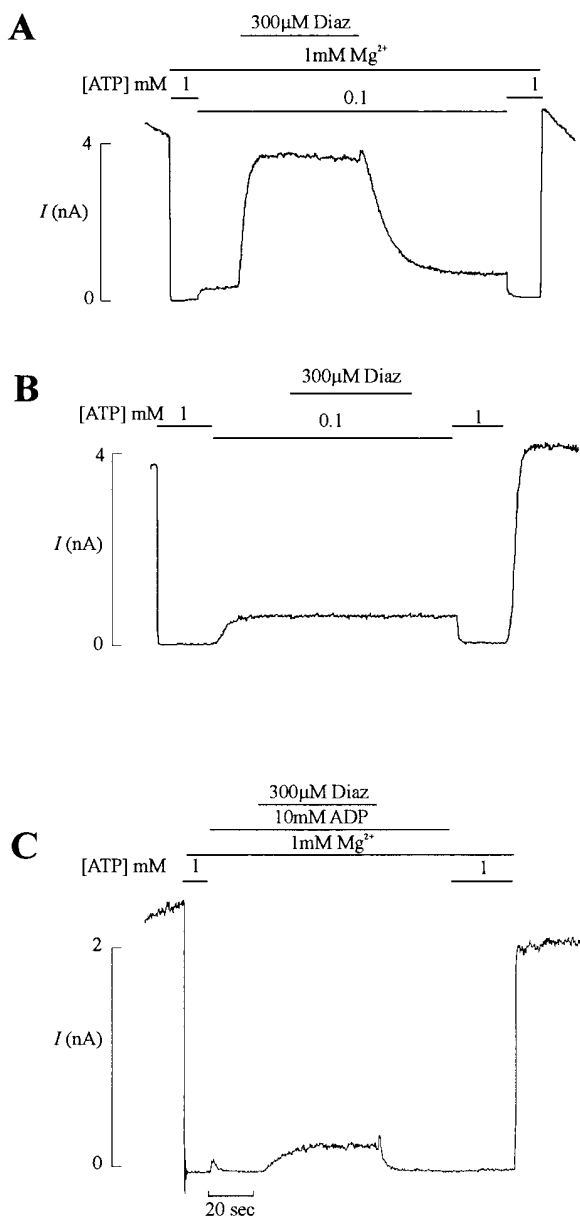 A
300μM Diaz
1mM Mg²⁺
[ATP] mM 1 1
0.1
4
I (nA)
0
B
300μM Diaz
[ATP] mM 1 1
0.1
4
I (nA)
0
300μM Diaz
10mM ADP
C
1mM Mg²⁺
[ATP] mM 1 1
2
I (nA)
0
20 sec